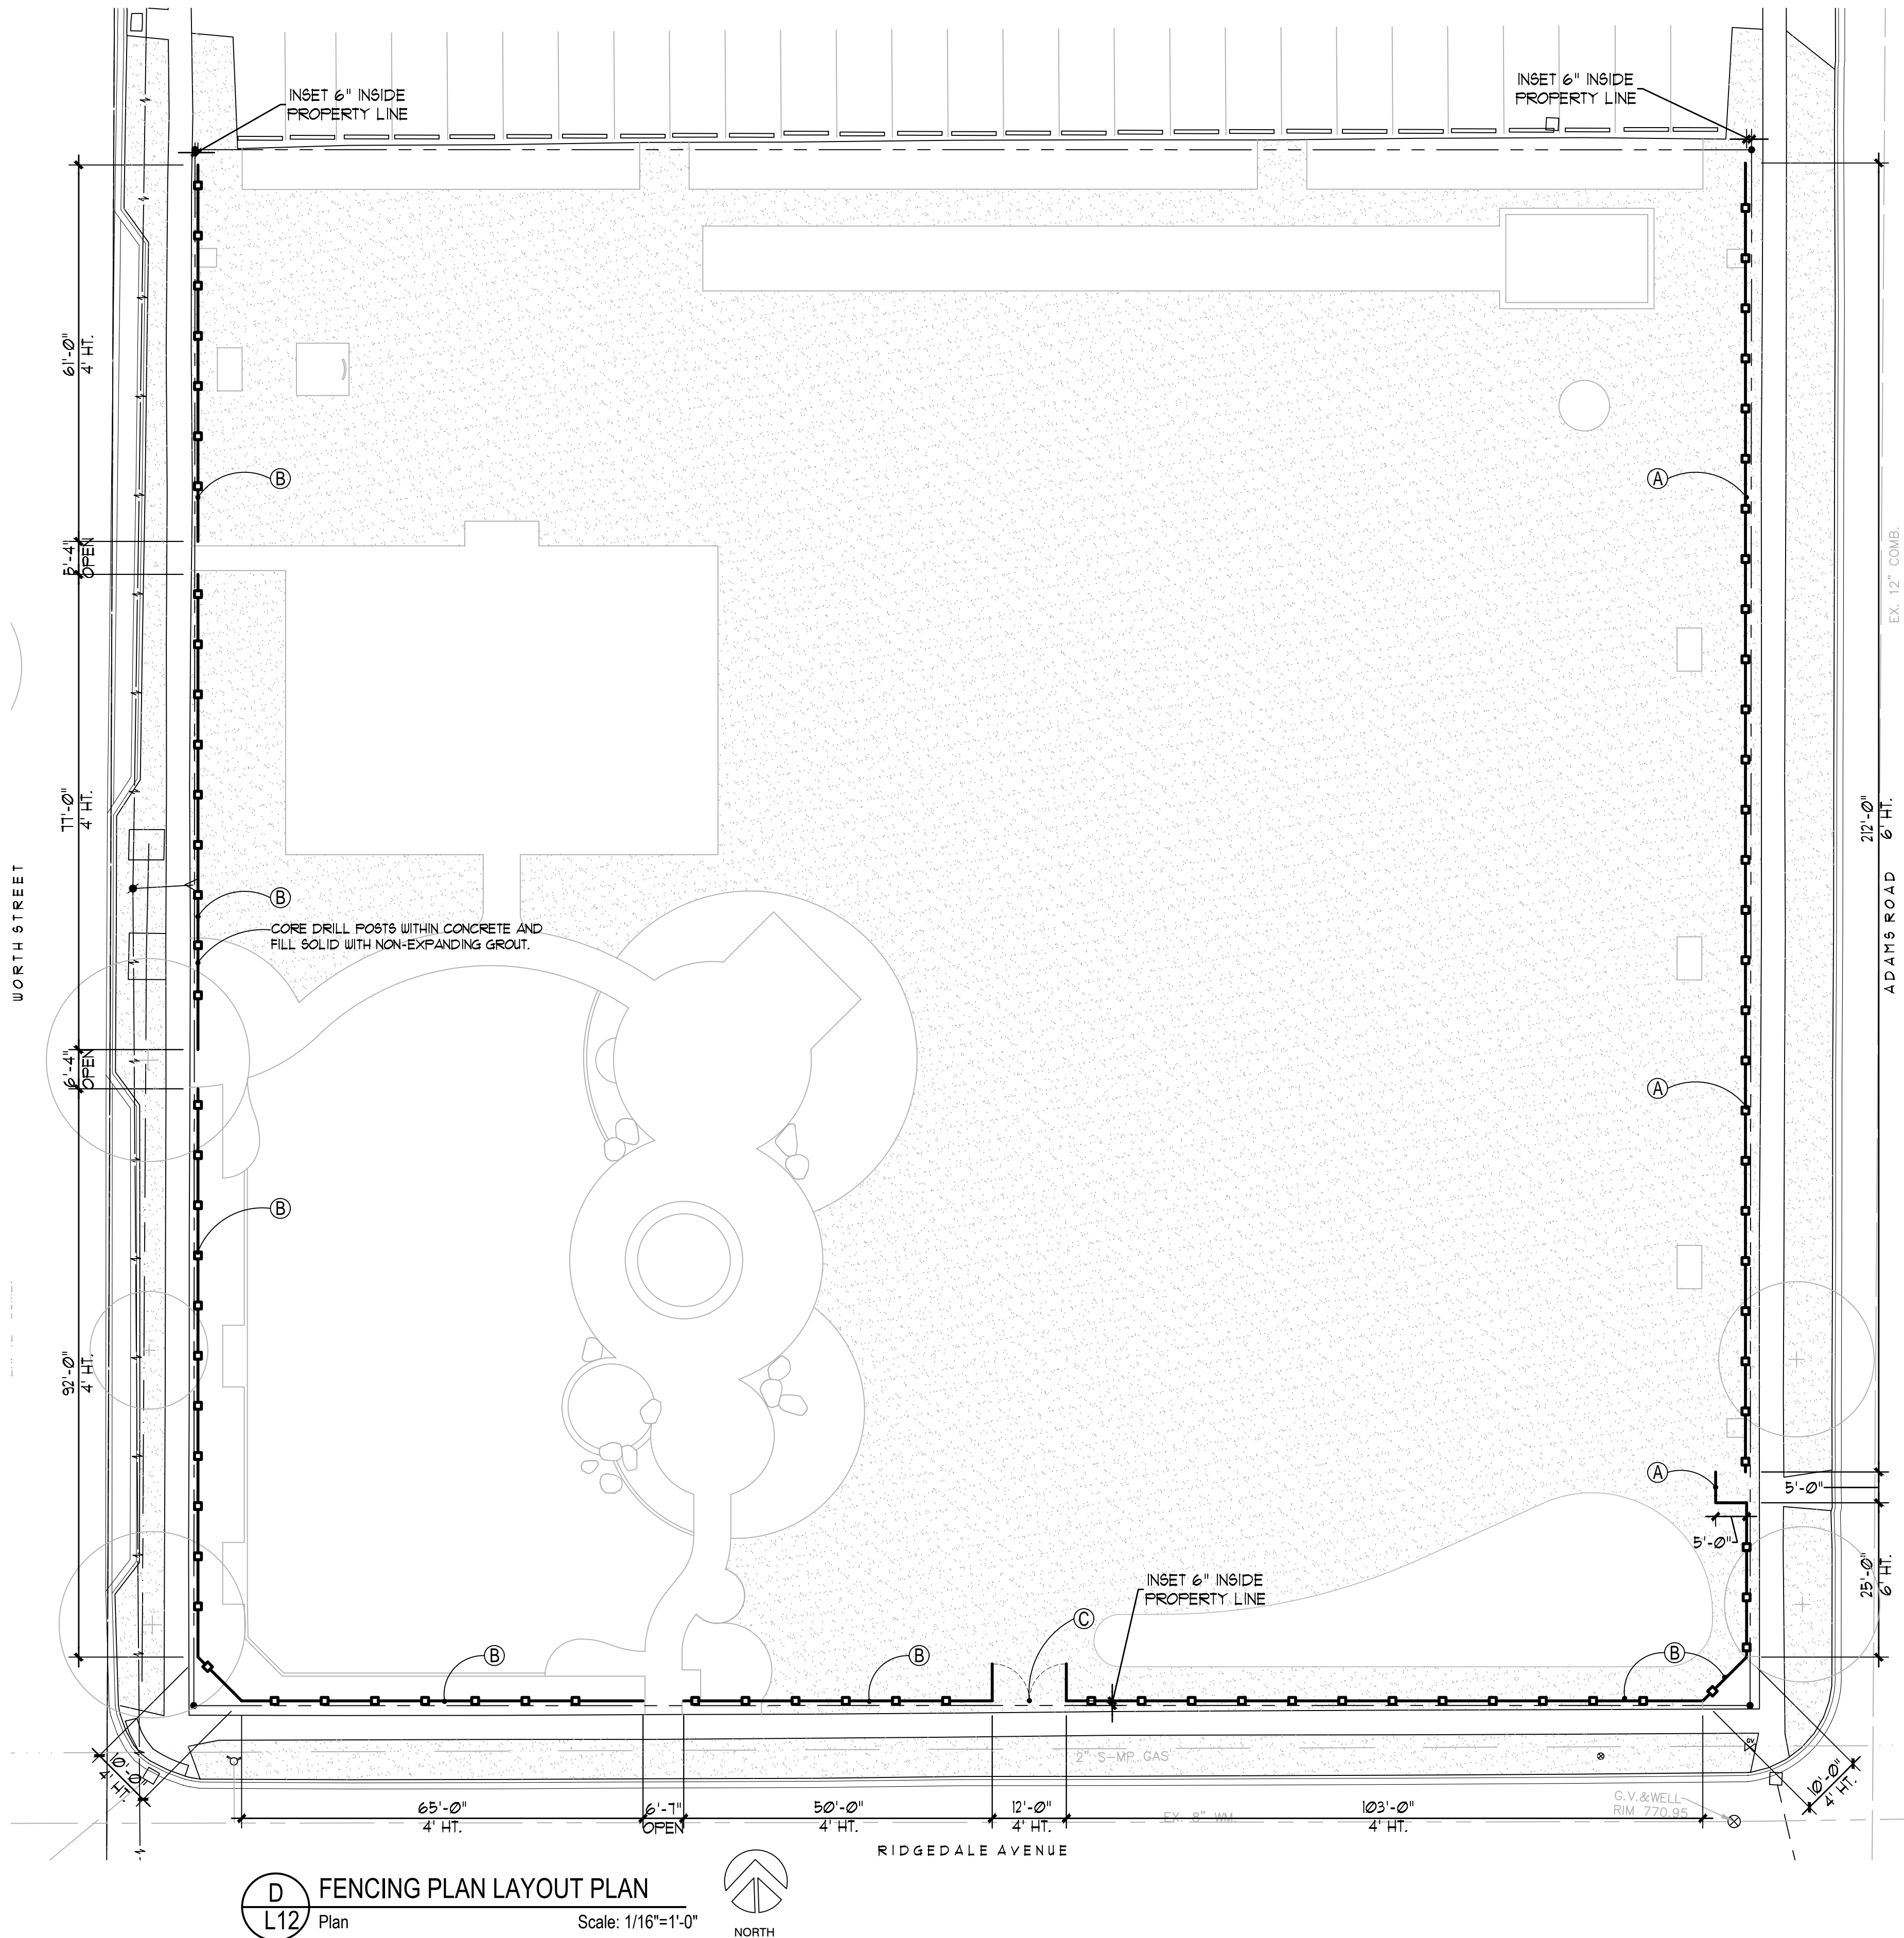 INSET 6" INSIDE
PROPERTY LINE
INSET 6" INSIDE
PROPERTY LINE
61'-0"
4' HT.
B
A
5'-4"
OPEN
EX. 12" COMB.
77'-0"
4' HT.
212'-0"
6' HT.
WORTH STREET
ADAMS ROAD
B
CORE DRILL POSTS WITHIN CONCRETE AND
FILL SOLID WITH NON-EXPANDING GROUT.
6'-4"
OPEN
A
B
92'-0"
4' HT.
A
5'-0"
5'-0"
25'-0"
6' HT.
INSET 6" INSIDE
PROPERTY LINE
C
B
B
B
10'-0"
4' HT.
2" S-MP. GAS
GV
10'-0"
4' HT.
65'-0"
4' HT.
6'-7"
OPEN
50'-0"
4' HT.
12'-0"
4' HT.
EX. 8" WM.
103'-0"
4' HT.
G.V.&WELL
RIM 770.95
RIDGEDALE AVENUE
D
L12
FENCING PLAN LAYOUT PLAN
Plan
Scale: 1/16"=1'-0"
NORTH